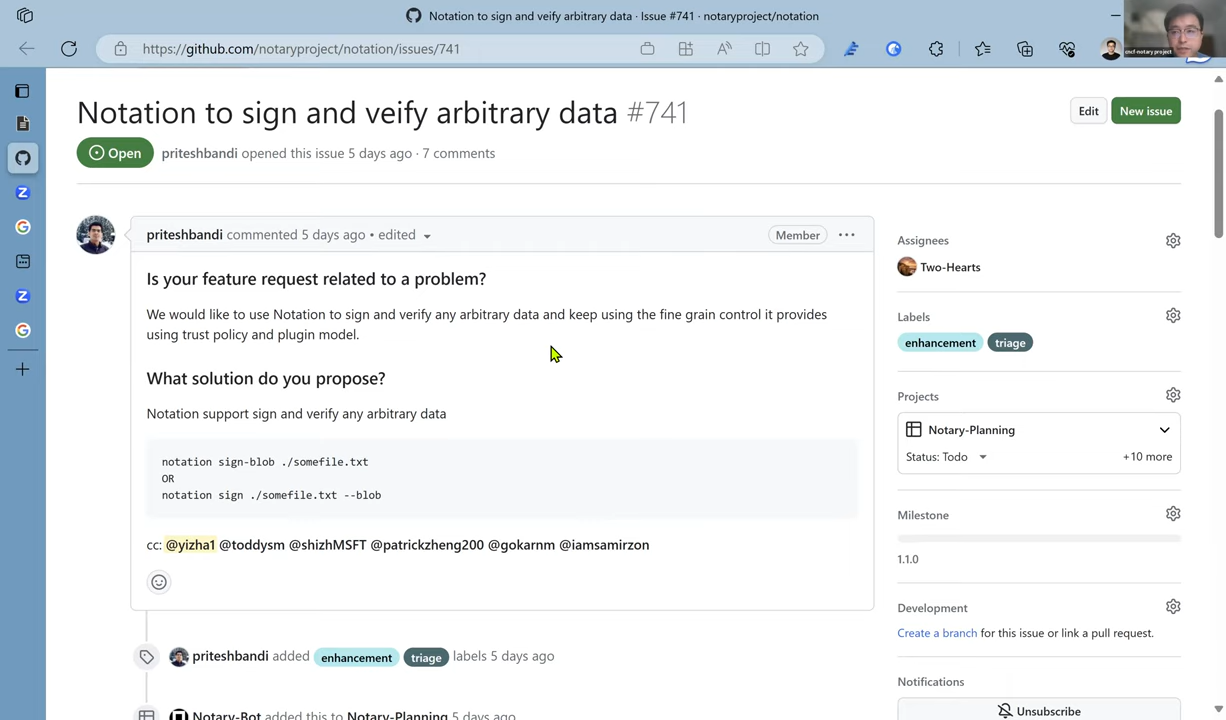 Notation to sign and veify arbitrary data · Issue #741 · notaryproject/notation
https://github.com/notaryproject/notation/issues/741
cncf-notary project
Notation to sign and veify arbitrary data #741
Edit
New issue
Open
priteshbandi opened this issue 5 days ago · 7 comments
priteshbandi commented 5 days ago • edited
Member
Is your feature request related to a problem?
We would like to use Notation to sign and verify any arbitrary data and keep using the fine grain control it provides
using trust policy and plugin model.
What solution do you propose?
Notation support sign and verify any arbitrary data
notation sign-blob ./somefile.txt
OR
notation sign ./somefile.txt --blob
cc: @yizha1 @toddysm @shizhMSFT @patrickzheng200 @gokarnm @iamsamirzon
priteshbandi added enhancement triage labels 5 days ago
Notary-Bot added this to Notary-Planning 5 days ago
Assignees
Two-Hearts
Labels
enhancement triage
Projects
Notary-Planning
Status: Todo
+10 more
Milestone
1.1.0
Development
Create a branch for this issue or link a pull request.
Notifications
Unsubscribe